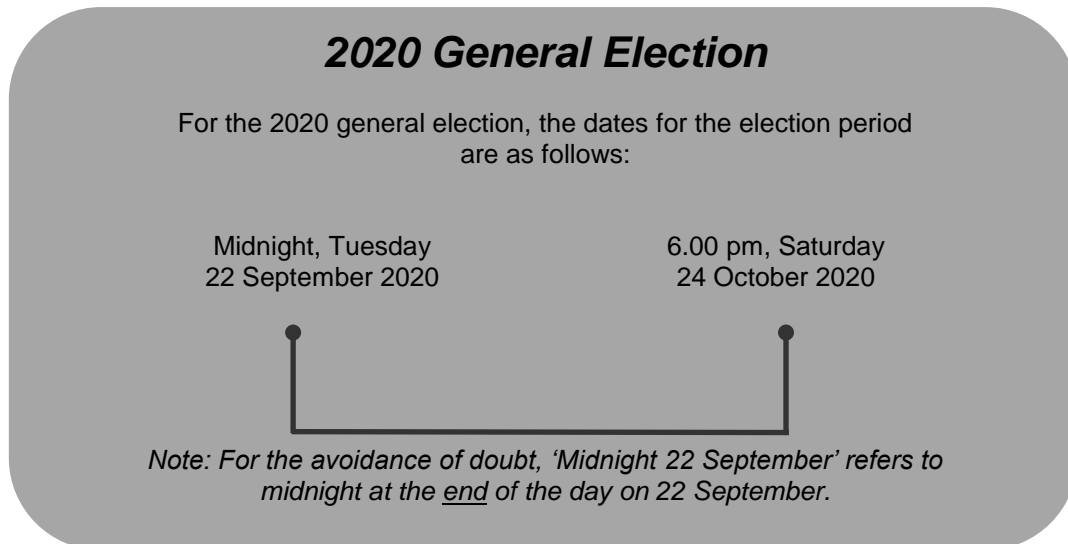 2020 General Election
For the 2020 general election, the dates for the election period
are as follows:
Midnight, Tuesday
22 September 2020
6.00 pm, Saturday
24 October 2020
Note: For the avoidance of doubt, ‘Midnight 22 September’ refers to
midnight at the end of the day on 22 September.